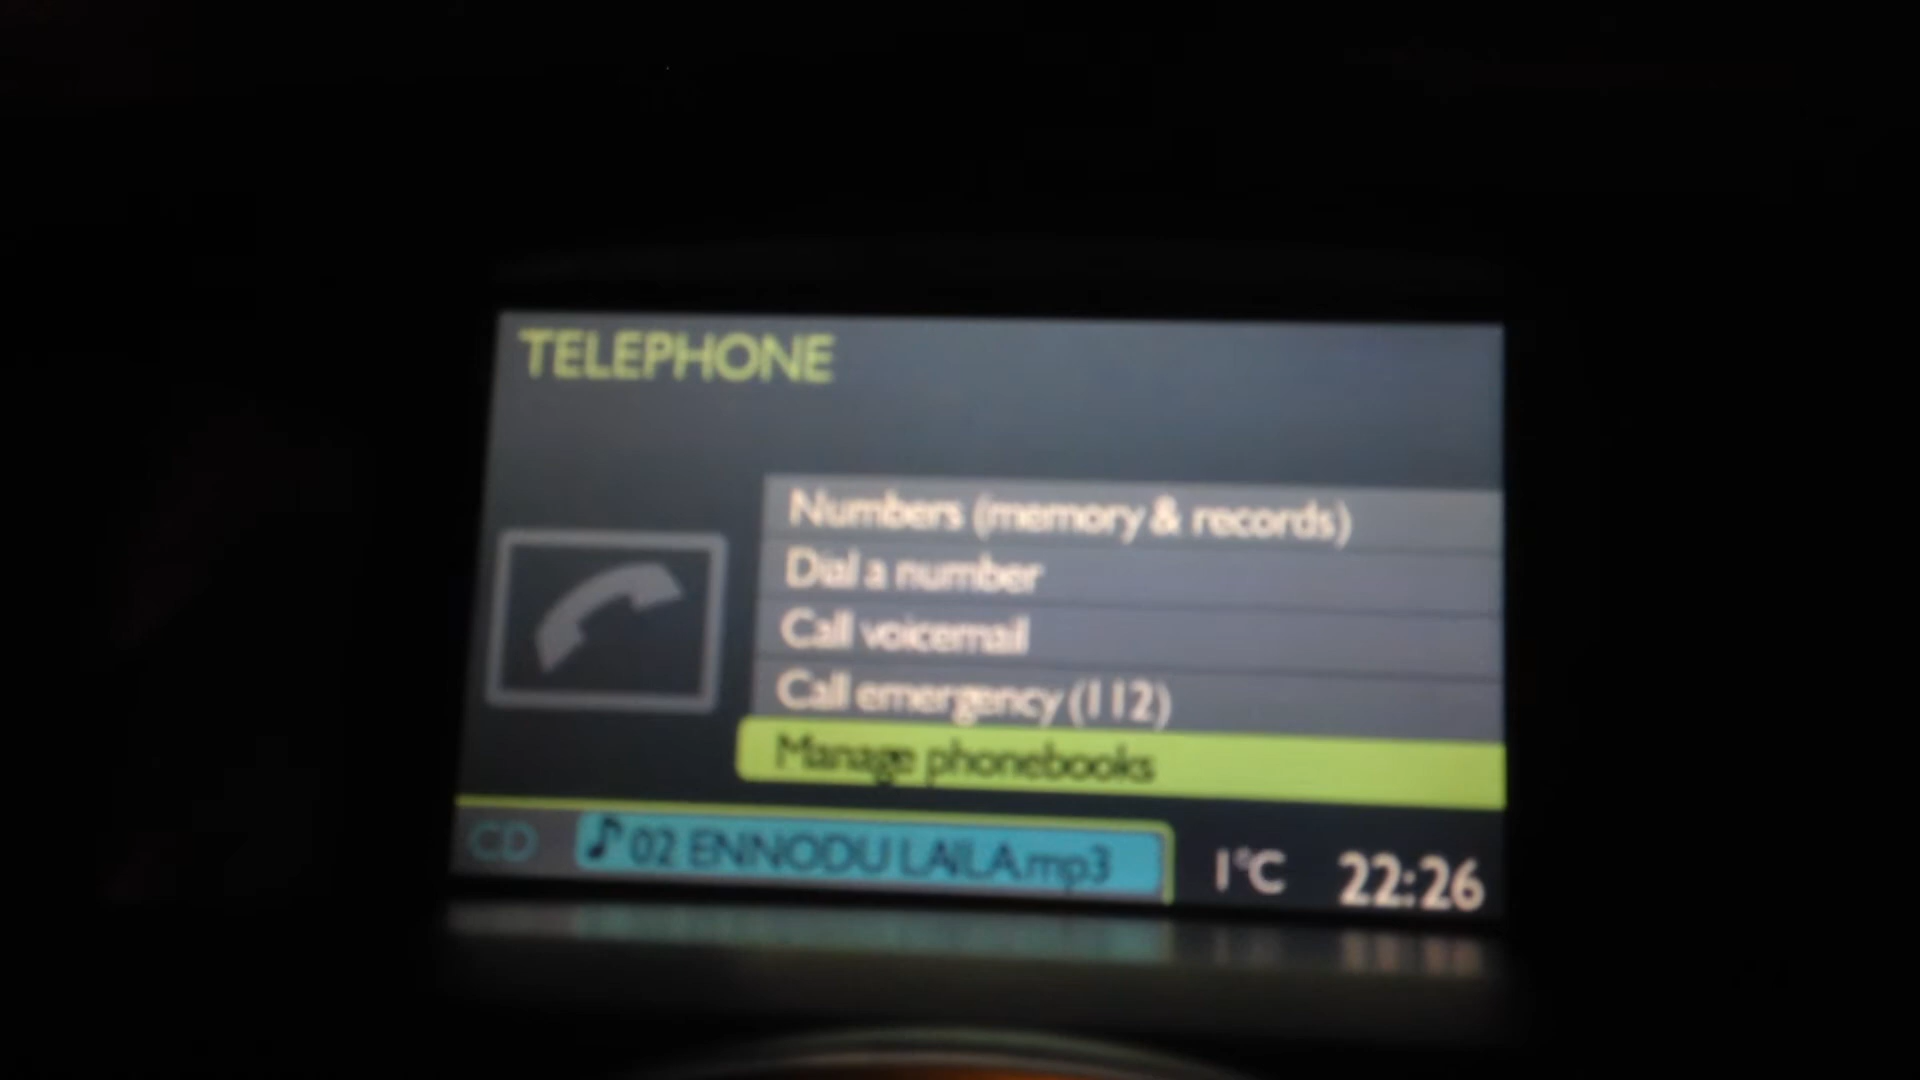 TELEPHONE
Numbers (memory & records)
Dial a number
Call voicemail
Call emergency (112)
Manage phonebooks
CD
02 ENNODU LAILA.mp3
1°C
22:26